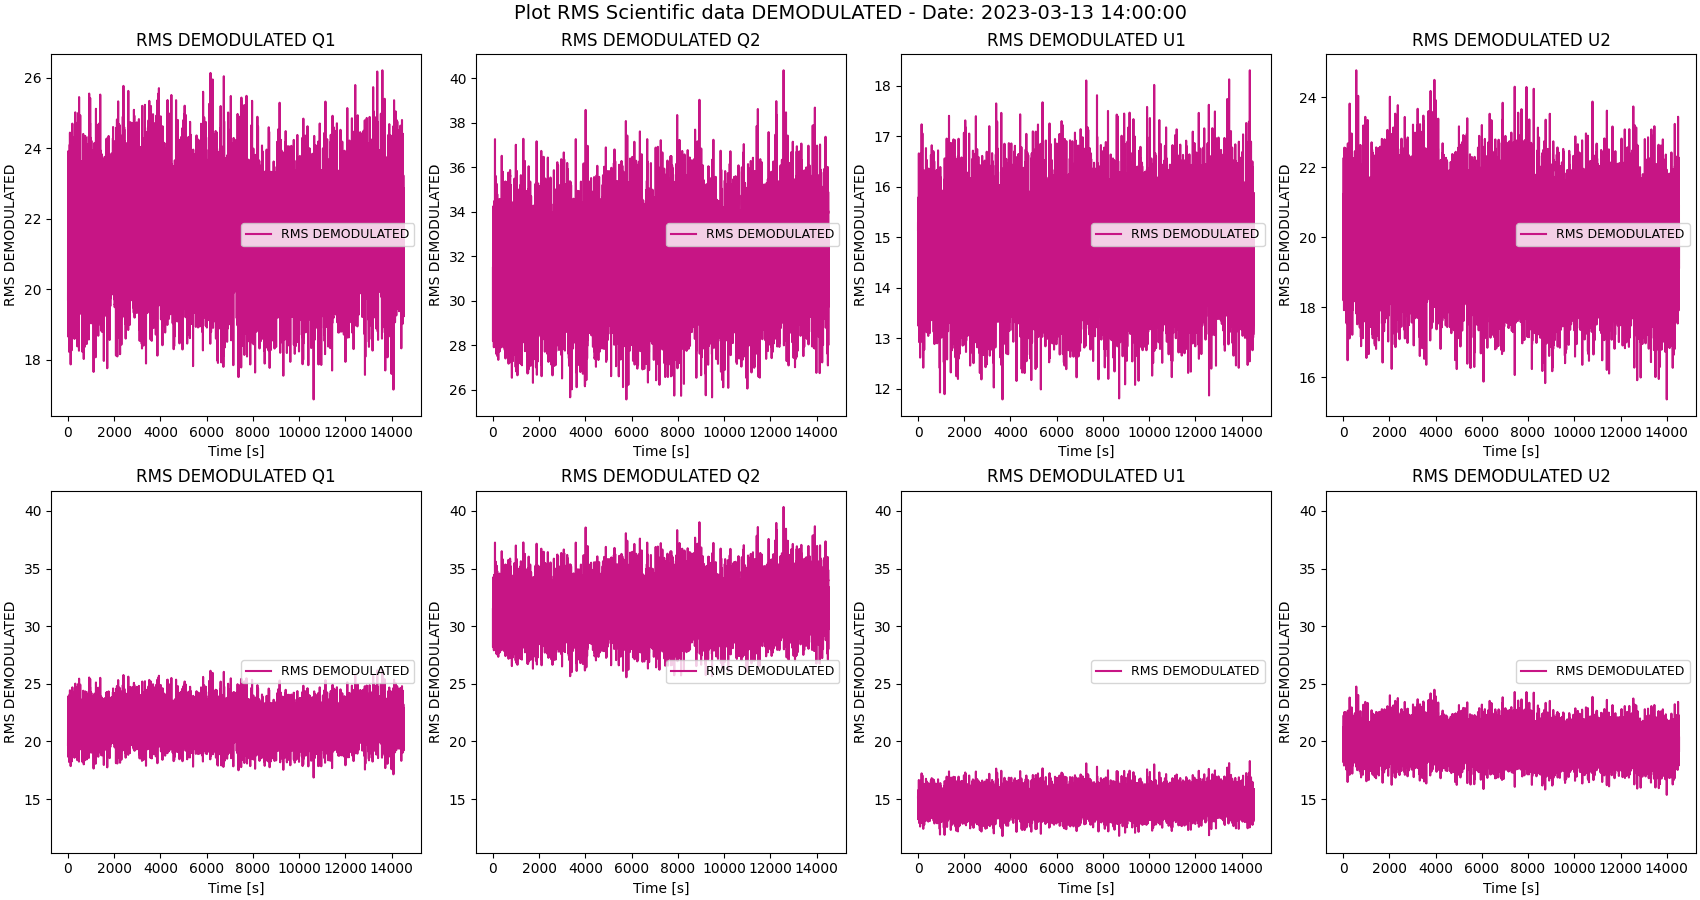 Plot RMS Scientific data DEMODULATED - Date: 2023-03-13 14:00:00
RMS DEMODULATED Q1
RMS DEMODULATED
26
24
22
20
18
RMS DEMODULATED
0 2000 4000 6000 8000 10000 12000 14000
Time [s]
RMS DEMODULATED Q2
RMS DEMODULATED
40
38
36
34
32
30
28
26
RMS DEMODULATED
0 2000 4000 6000 8000 10000 12000 14000
Time [s]
RMS DEMODULATED U1
RMS DEMODULATED
18
17
16
15
14
13
12
RMS DEMODULATED
0 2000 4000 6000 8000 10000 12000 14000
Time [s]
RMS DEMODULATED U2
RMS DEMODULATED
24
22
20
18
16
RMS DEMODULATED
0 2000 4000 6000 8000 10000 12000 14000
Time [s]
RMS DEMODULATED Q1
RMS DEMODULATED
40
35
30
25
20
15
RMS DEMODULATED
0 2000 4000 6000 8000 10000 12000 14000
Time [s]
RMS DEMODULATED Q2
RMS DEMODULATED
40
35
30
25
20
15
RMS DEMODULATED
0 2000 4000 6000 8000 10000 12000 14000
Time [s]
RMS DEMODULATED U1
RMS DEMODULATED
40
35
30
25
20
15
RMS DEMODULATED
0 2000 4000 6000 8000 10000 12000 14000
Time [s]
RMS DEMODULATED U2
RMS DEMODULATED
40
35
30
25
20
15
RMS DEMODULATED
0 2000 4000 6000 8000 10000 12000 14000
Time [s]